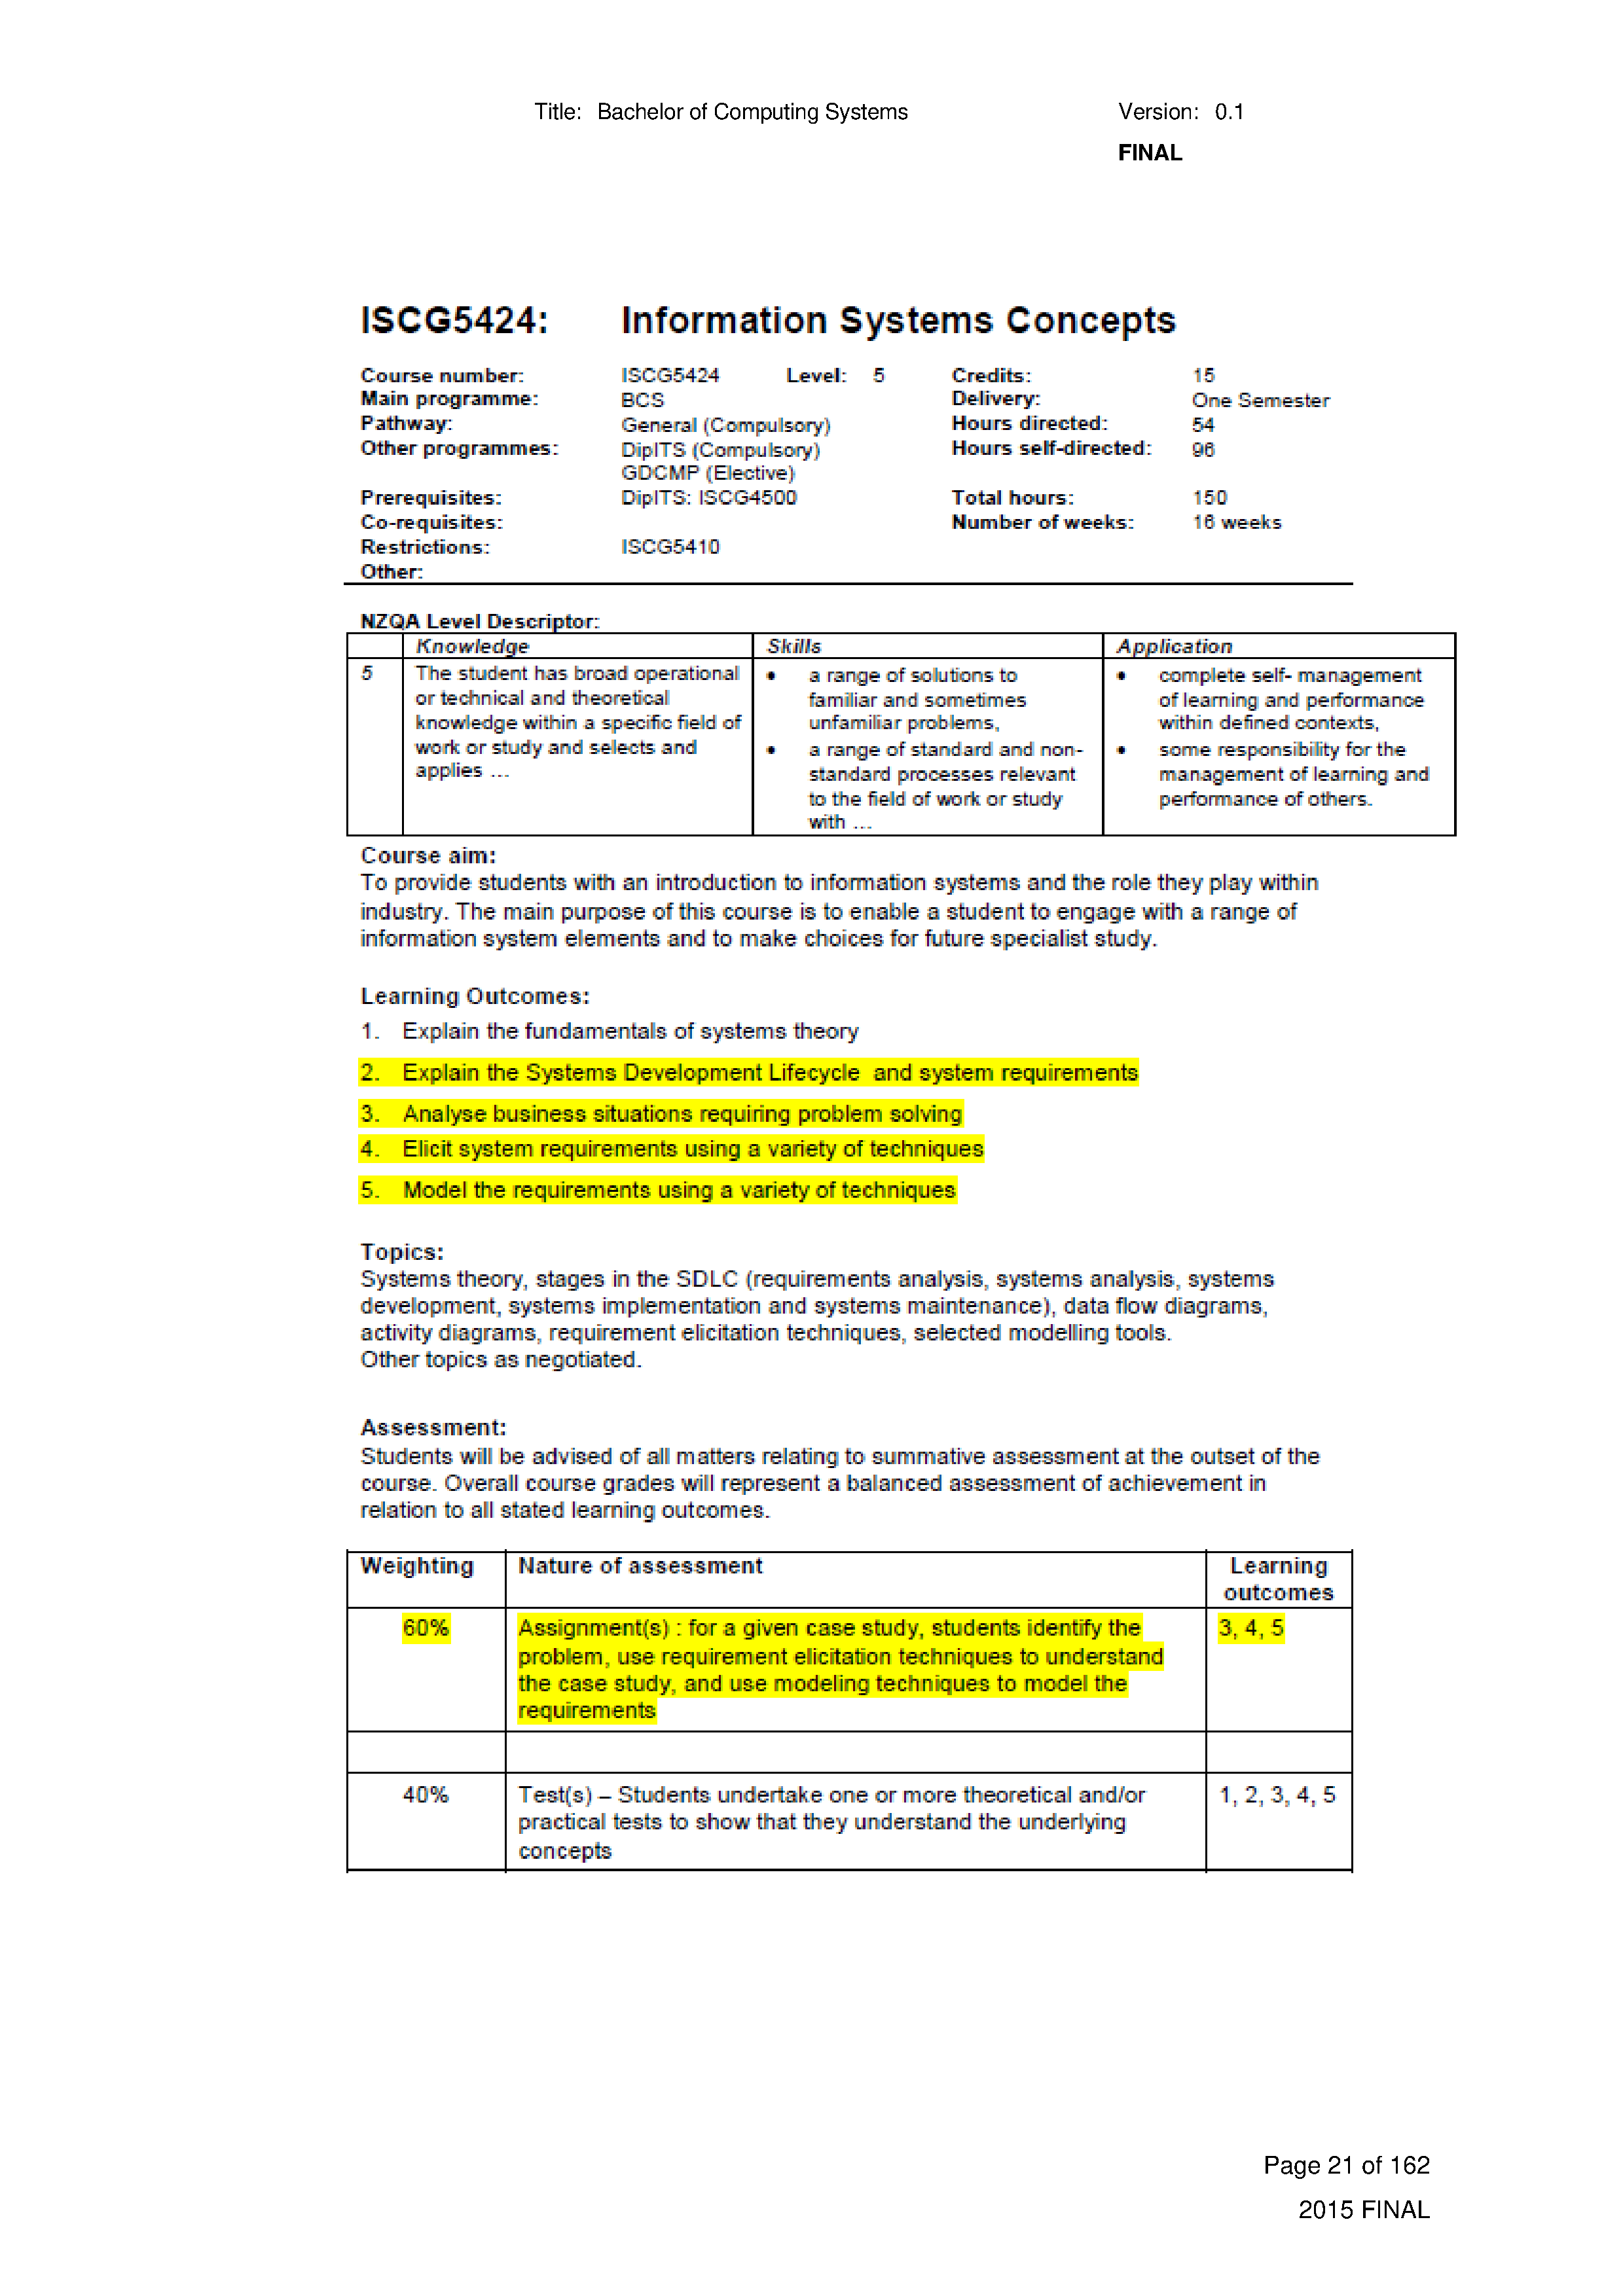 Title: Bachelor of Computing Systems Version: 0.1
FINAL
ISCG5424: Information Systems Concepts
Course number: ISCG5424 Level: 5 Credits: 15
Main programme: BCS Delivery: One Semester
Pathway: General (Compulsory) Hours directed: 54
Other programmes: DipITS (Compulsory) Hours self-directed: 96
GDCMP (Elective)
Prerequisites: DipITS: ISCG4500 Total hours: 150
Co-requisites: Number of weeks: 16 weeks
Restrictions: ISCG5410
Other:
NZQA Level Descriptor:
Knowledge Skills Application
5 The student has broad operational • a range of solutions to • complete self- management
or technical and theoretical familiar and sometimes of learning and performance
knowledge within a specific field of unfamiliar problems, within defined contexts,
work or study and selects and • a range of standard and non- • some responsibility for the
applies ... standard processes relevant management of learning and
to the field of work or study performance of others.
with ...
Course aim:
To provide students with an introduction to information systems and the role they play within
industry. The main purpose of this course is to enable a student to engage with a range of
information system elements and to make choices for future specialist study.
Learning Outcomes:
1. Explain the fundamentals of systems theory
2. Explain the Systems Development Lifecycle and system requirements
3. Analyse business situations requiring problem solving
4. Elicit system requirements using a variety of techniques
5. Model the requirements using a variety of techniques
Topics:
Systems theory, stages in the SDLC (requirements analysis, systems analysis, systems
development, systems implementation and systems maintenance), data flow diagrams,
activity diagrams, requirement elicitation techniques, selected modelling tools.
Other topics as negotiated.
Assessment:
Students will be advised of all matters relating to summative assessment at the outset of the
course. Overall course grades will represent a balanced assessment of achievement in
relation to all stated learning outcomes.
Weighting Nature of assessment Learning
outcomes
60% Assignment(s) : for a given case study, students identify the 3, 4, 5
problem, use requirement elicitation techniques to understand
the case study, and use modeling techniques to model the
requirements
40% Test(s) – Students undertake one or more theoretical and/or 1, 2, 3, 4, 5
practical tests to show that they understand the underlying
concepts
Page 21 of 162
2015 FINAL